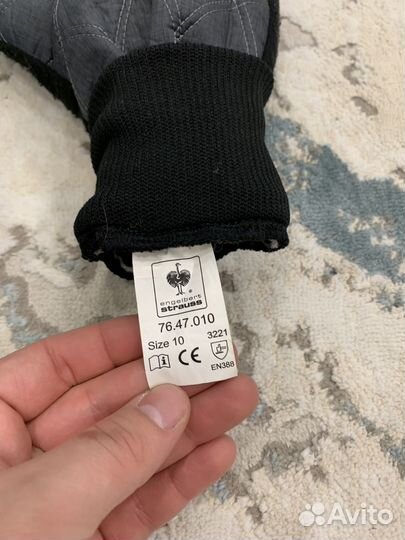 engelbert
strauss
76.47.010
Size 10 3221
i CE
EN388
Avito